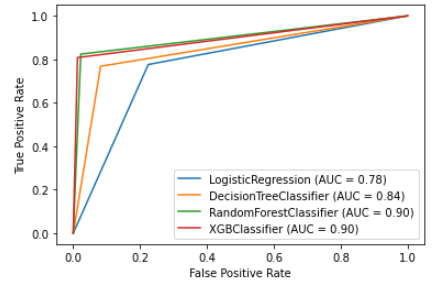 1.0
0.8
0.6
0.4
0.2
0.0
True Positive Rate
LogisticRegression (AUC = 0.78)
DecisionTreeClassifier (AUC = 0.84)
RandomForestClassifier (AUC = 0.90)
XGBClassifier (AUC = 0.90)
0.0 0.2 0.4 0.6 0.8 1.0
False Positive Rate